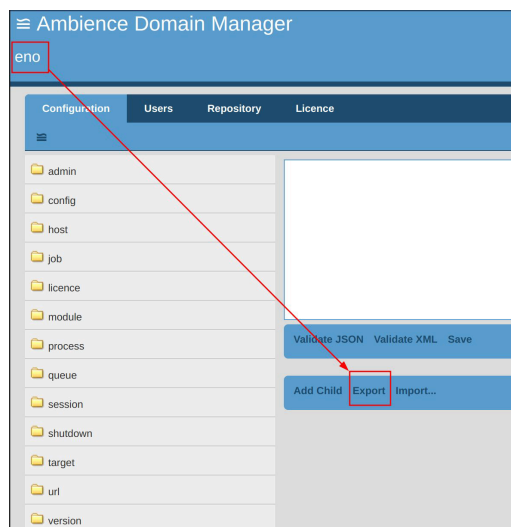 ≌ Ambience Domain Manager
eno
Configuration Users Repository Licence
≌
admin
config
host
job
licence
module
process
queue
session
shutdown
target
url
version
Validate JSON Validate XML Save
Add Child Export Import...